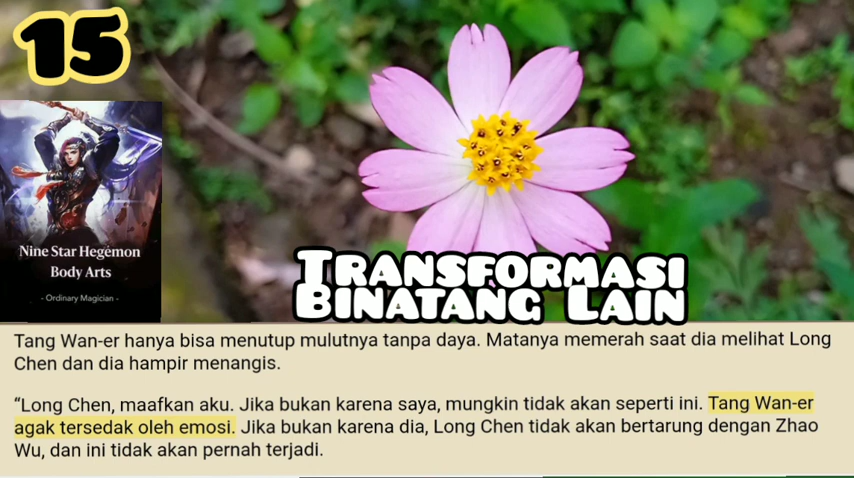 15
Nine Star Hegemon
Body Arts
- Ordinary Magician -
TRANSFORMASI
BINATANG LAIN
Tang Wan-er hanya bisa menutup mulutnya tanpa daya. Matanya memerah saat dia melihat Long
Chen dan dia hampir menangis.
“Long Chen, maafkan aku. Jika bukan karena saya, mungkin tidak akan seperti ini. Tang Wan-er
agak tersedak oleh emosi. Jika bukan karena dia, Long Chen tidak akan bertarung dengan Zhao
Wu, dan ini tidak akan pernah terjadi.